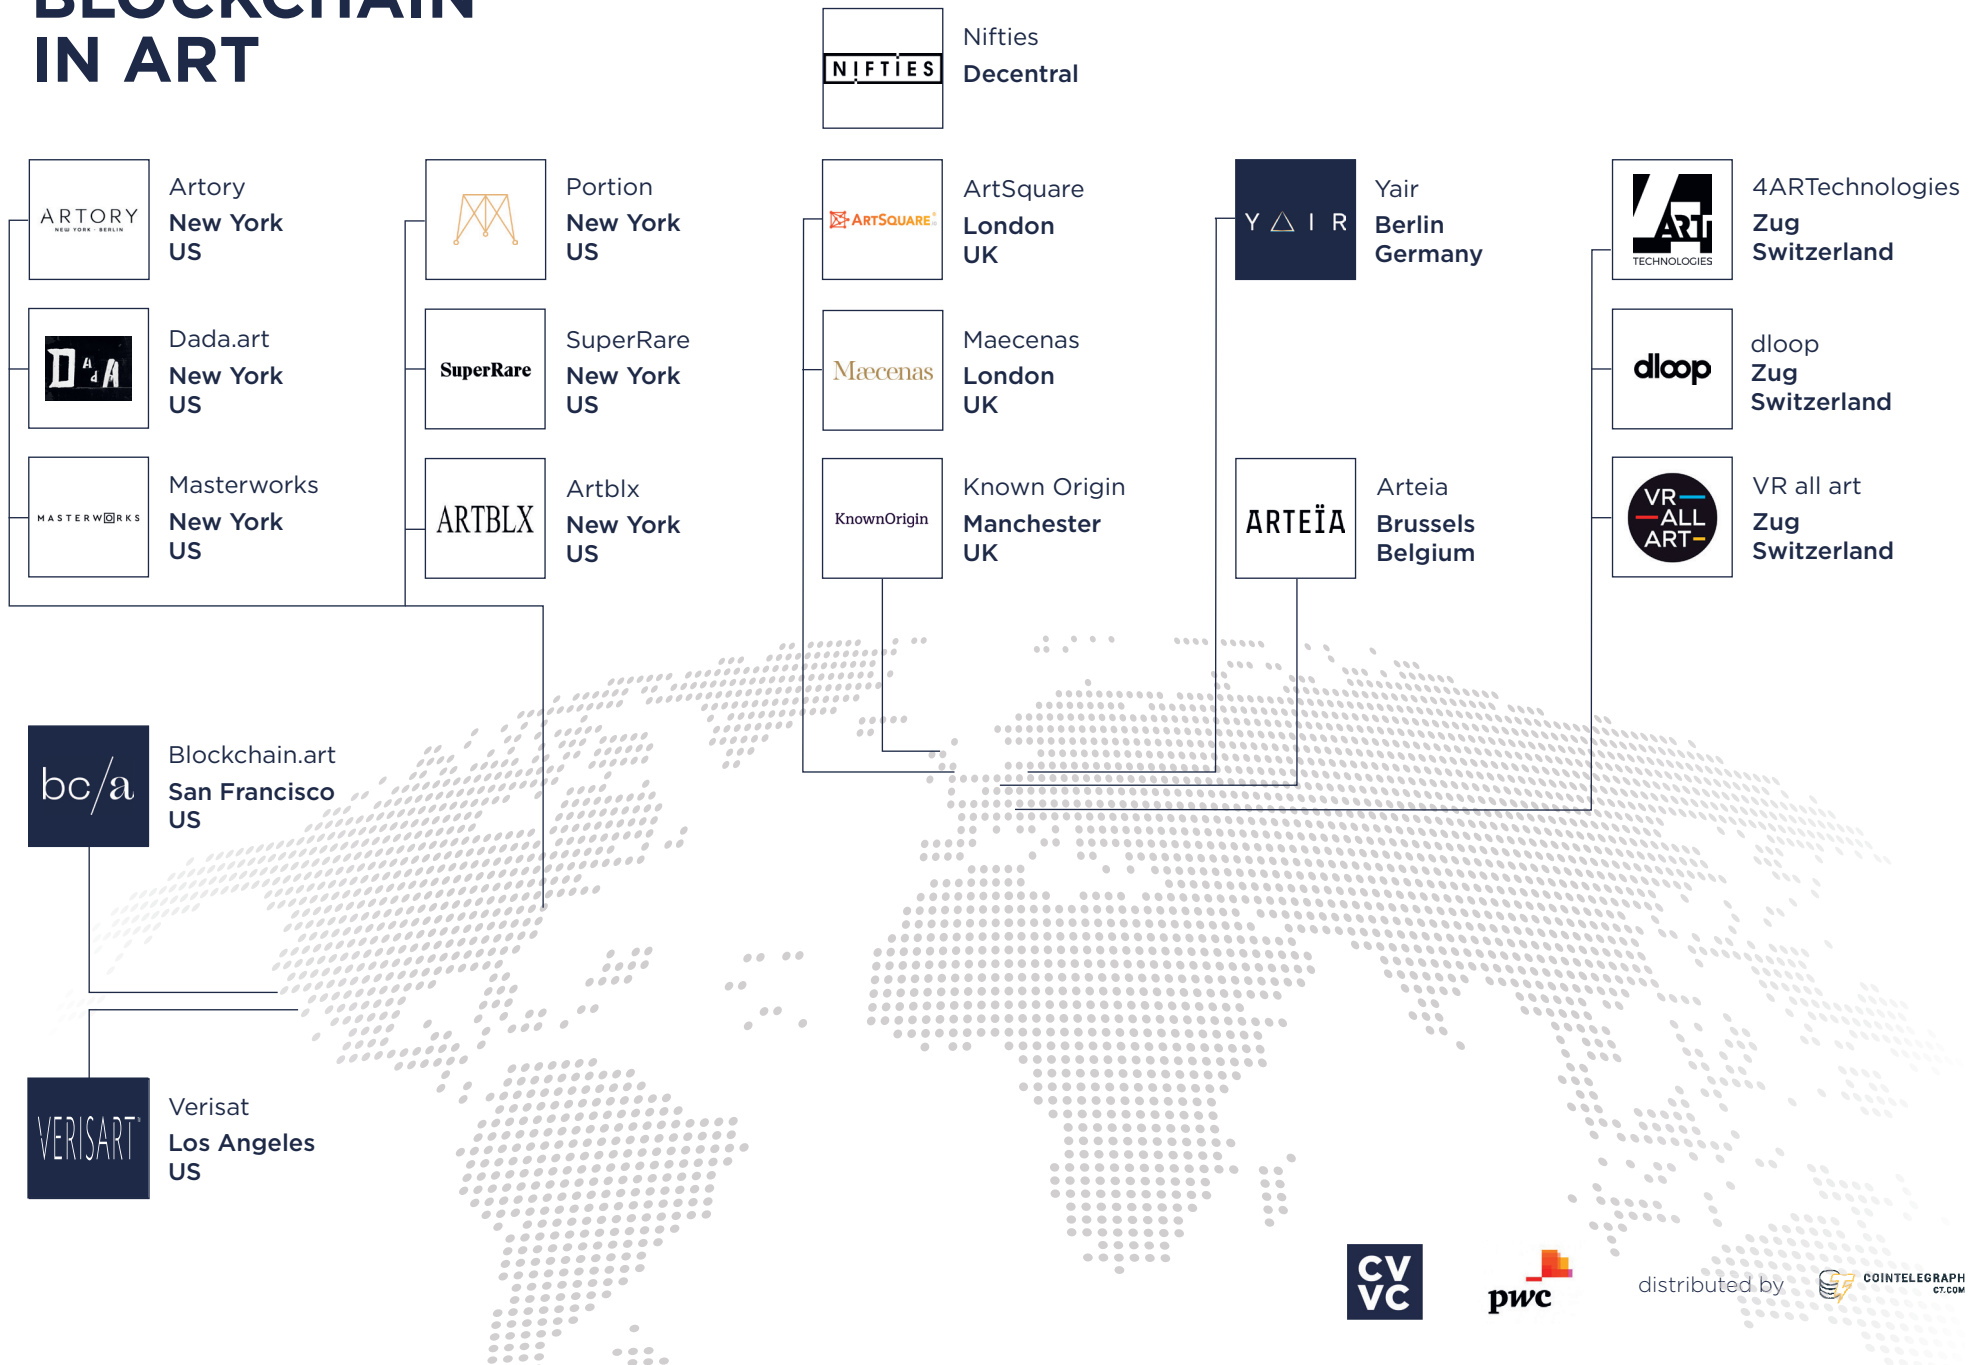 BLOCKCHAIN
IN ART
NIFTIES
Nifties
Decentral
ARTORY
NEW YORK - BERLIN
Artory
New York
US
Portion
New York
US
ARTSQUARE
ArtSquare
London
UK
YAIR
Yair
Berlin
Germany
4ART
TECHNOLOGIES
4ARTechnologies
Zug
Switzerland
DAdA
Dada.art
New York
US
SuperRare
SuperRare
New York
US
Mæcenas
Maecenas
London
UK
dloop
dloop
Zug
Switzerland
MASTERWORKS
Masterworks
New York
US
ARTBLX
Artblx
New York
US
KnownOrigin
Known Origin
Manchester
UK
ARTEÏA
Arteia
Brussels
Belgium
VR
ALL
ART
VR all art
Zug
Switzerland
bc/a
Blockchain.art
San Francisco
US
VERISART
Verisat
Los Angeles
US
CV
VC
pwc
distributed by
COINTELEGRAPH
CT.COM